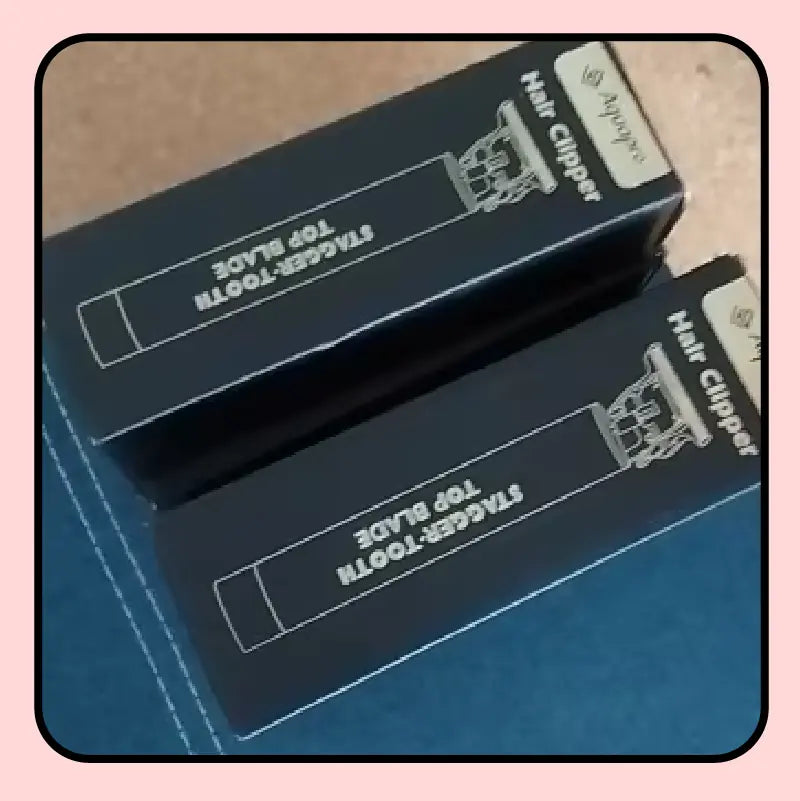 Hair Clipper
STAGGER-TOOTH
TOP BLADE
Hair Clipper
STAGGER-TOOTH
TOP BLADE